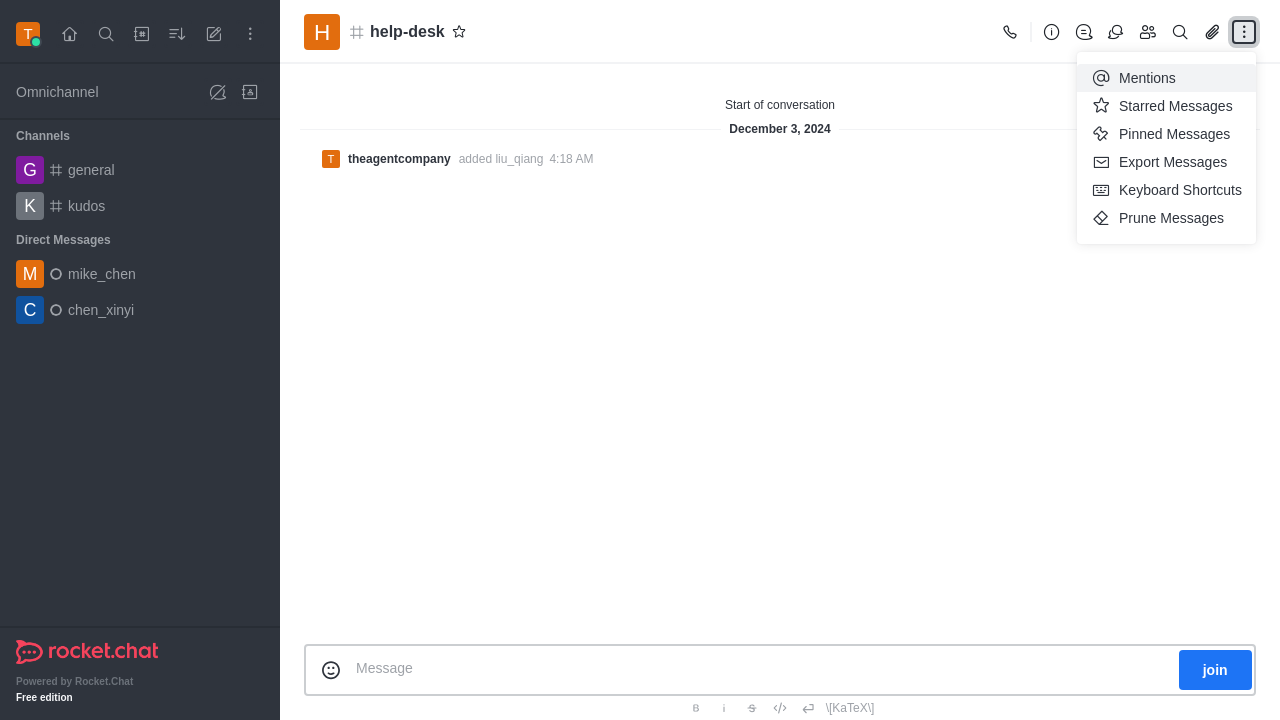 T
Omnichannel
Channels
G general
K kudos
Direct Messages
M mike_chen
C chen_xinyi
rocket.chat
Powered by Rocket.Chat
Free edition
H help-desk
Start of conversation
December 3, 2024
T theagentcompany added liu_qiang 4:18 AM
Mentions
Starred Messages
Pinned Messages
Export Messages
Keyboard Shortcuts
Prune Messages
Message
join
B i S \[KaTeX\]